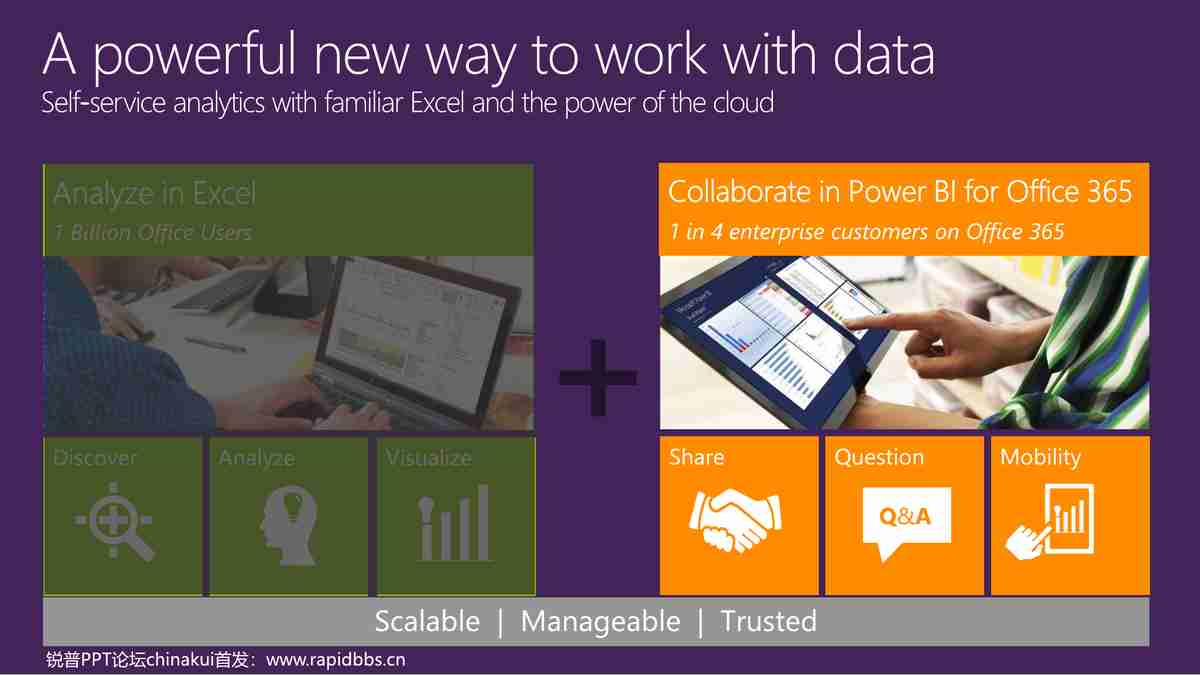 A powerful new way to work with data
Self-service analytics with familiar Excel and the power of the cloud
Analyze in Excel
1 Billion Office Users
Discover
Analyze
Visualize
Collaborate in Power BI for Office 365
1 in 4 enterprise customers on Office 365
Share
Question
Q&A
Mobility
Scalable | Manageable | Trusted
锐普PPT论坛chinakui首发：www.rapidbbs.cn